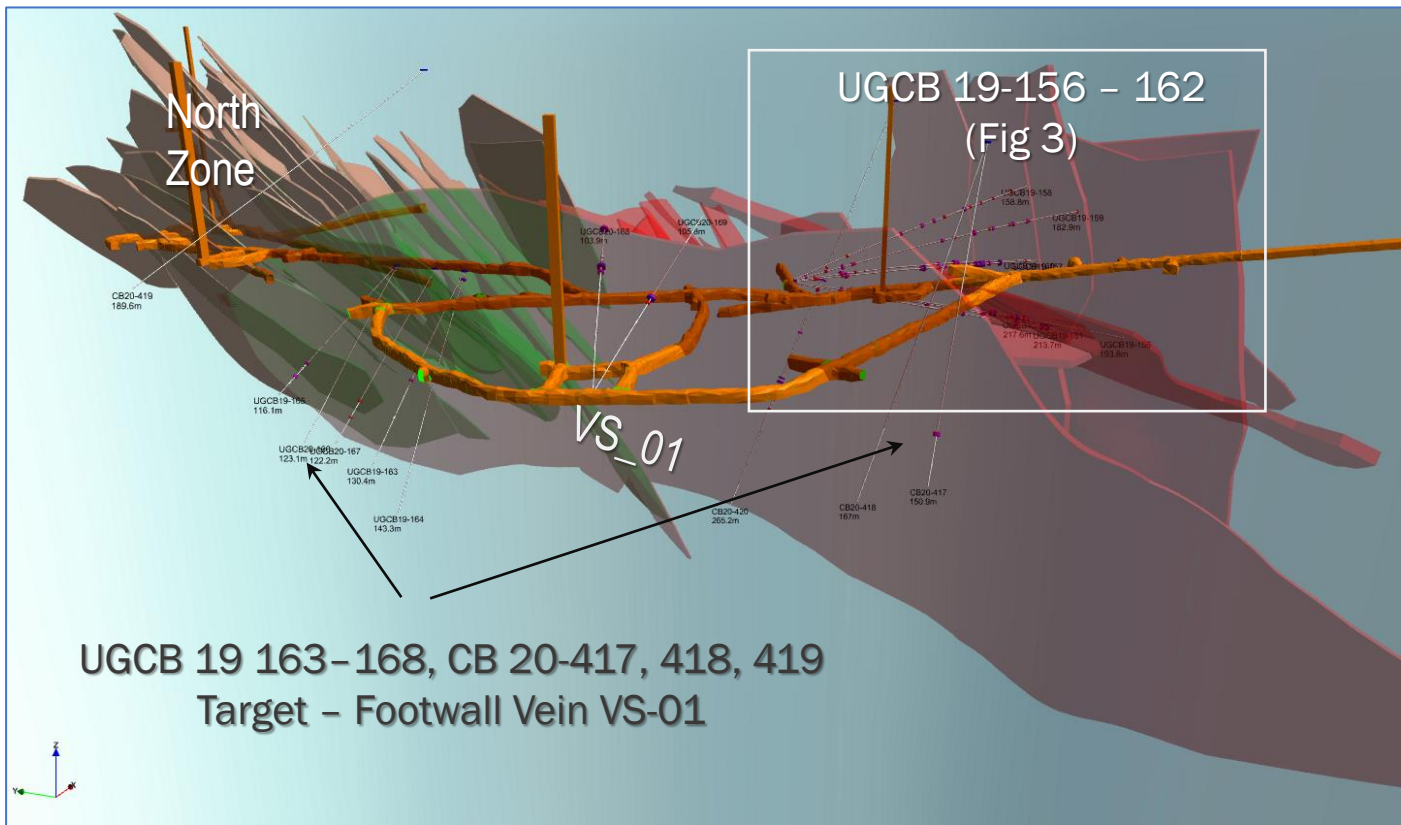 North
Zone
UGCB 19-156 – 162
(Fig 3)
UGCB19-158
158.8m
UGCB19-159
182.9m
UGCB20-168
103.9m
UGCB20-169
105.8m
CB20-419
189.6m
217.6m
213.7m
193.8m
UGCB19-165
116.1m
123.1m
UGCB20-167
122.2m
UGCB19-163
130.4m
UGCB19-164
143.3m
VS_01
CB20-420
265.2m
CB20-418
167m
CB20-417
150.9m
UGCB 19 163–168, CB 20-417, 418, 419
Target – Footwall Vein VS-01
Z
Y
X